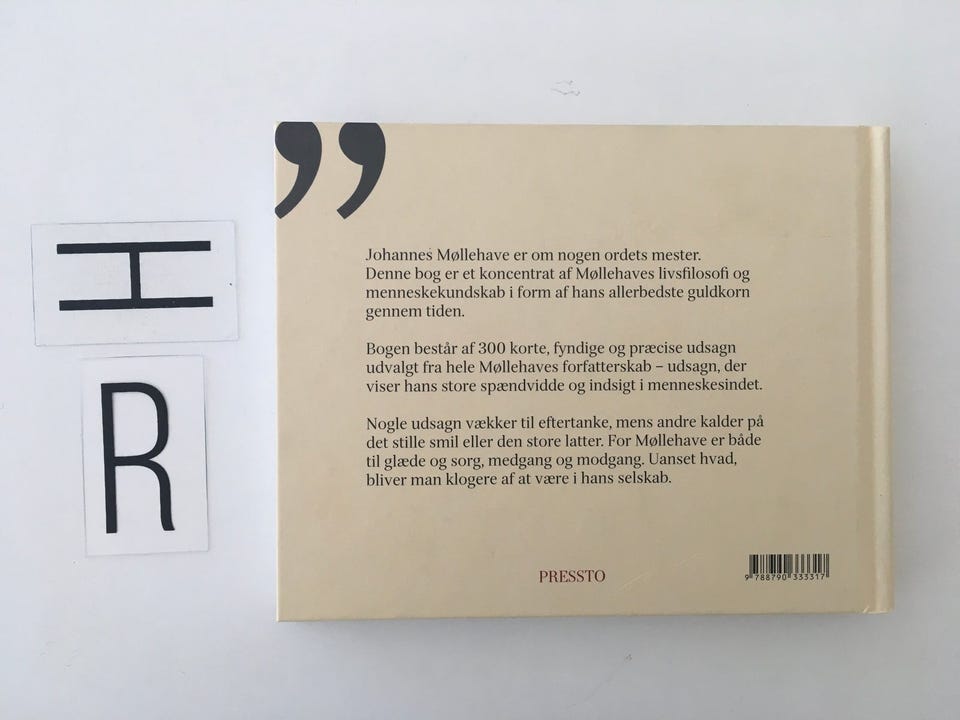 ”
H
R
Johannes Møllehave er om nogen ordets mester.
Denne bog er et koncentrat af Møllehaves livsfilosofi og
menneskekundskab i form af hans allerbedste guldkorn
gennem tiden.
Bogen består af 300 korte, fyndige og præcise udsagn
udvalgt fra hele Møllehaves forfatterskab – udsagn, der
viser hans store spændvidde og indsigt i menneskesindet.
Nogle udsagn vækker til eftertanke, mens andre kalder på
det stille smil eller den store latter. For Møllehave er både
til glæde og sorg, medgang og modgang. Uanset hvad,
bliver man klogere af at være i hans selskab.
PRESSTO
9 788790 333317